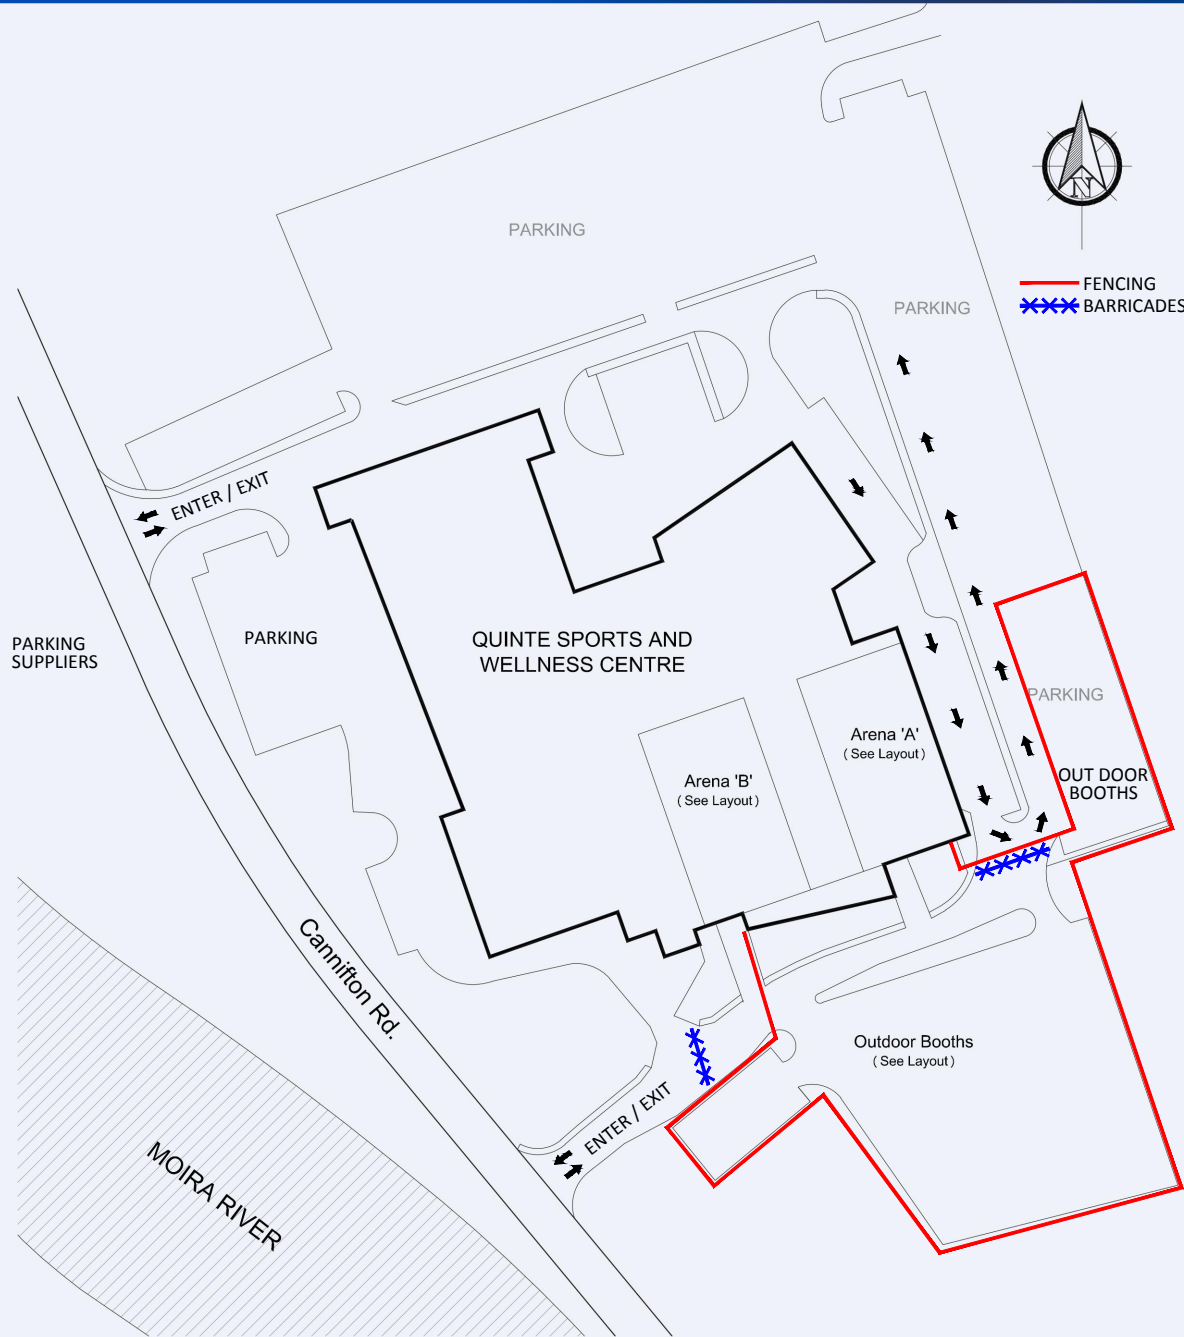 PARKING
N
PARKING
FENCING
BARRICADES
ENTER / EXIT
PARKING
SUPPLIERS
PARKING
QUINTE SPORTS AND
WELLNESS CENTRE
PARKING
Arena 'A'
( See Layout )
Arena 'B'
( See Layout )
OUT DOOR
BOOTHS
Cannifton Rd.
Outdoor Booths
( See Layout )
ENTER / EXIT
MOIRA RIVER